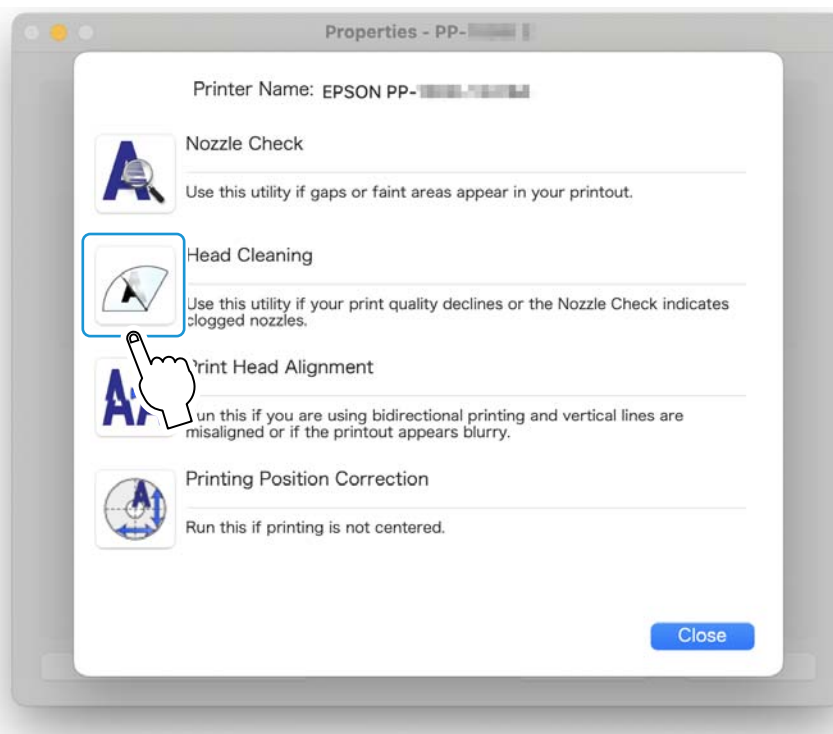 Properties - PP-
Printer Name: EPSON PP-
Nozzle Check
Use this utility if gaps or faint areas appear in your printout.
Head Cleaning
Use this utility if your print quality declines or the Nozzle Check indicates
clogged nozzles.
Print Head Alignment
un this if you are using bidirectional printing and vertical lines are
misaligned or if the printout appears blurry.
Printing Position Correction
Run this if printing is not centered.
Close